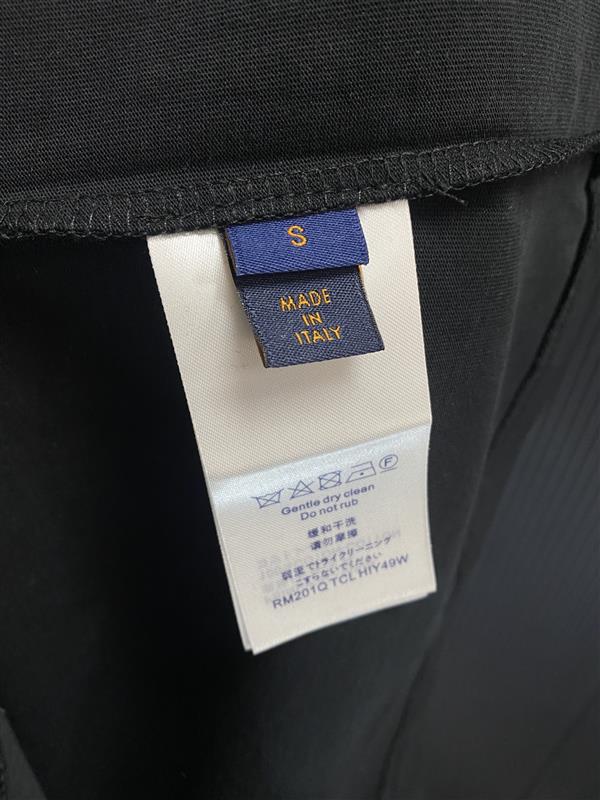 S
MADE
IN
ITALY
Gentle dry clean
Do not rub
缓和干洗
请勿摩擦
弱温でトライクリーニング
こすらないでください
RM201Q TCL HIY49W